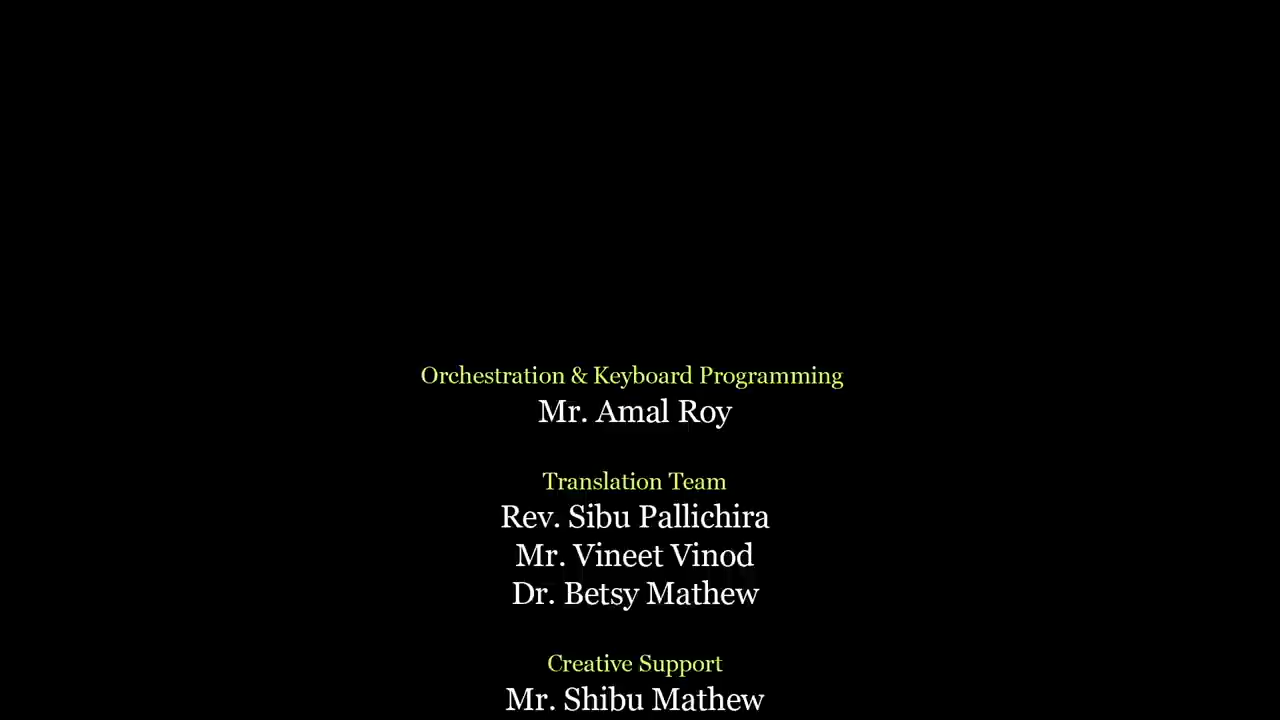 Orchestration & Keyboard Programming
Mr. Amal Roy
Translation Team
Rev. Sibu Pallichira
Mr. Vineet Vinod
Dr. Betsy Mathew
Creative Support
Mr. Shibu Mathew